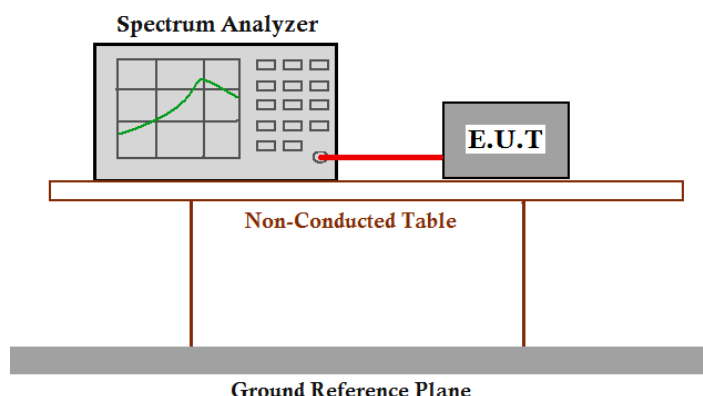 Spectrum Analyzer
E.U.T
Non-Conducted Table
Ground Reference Plane